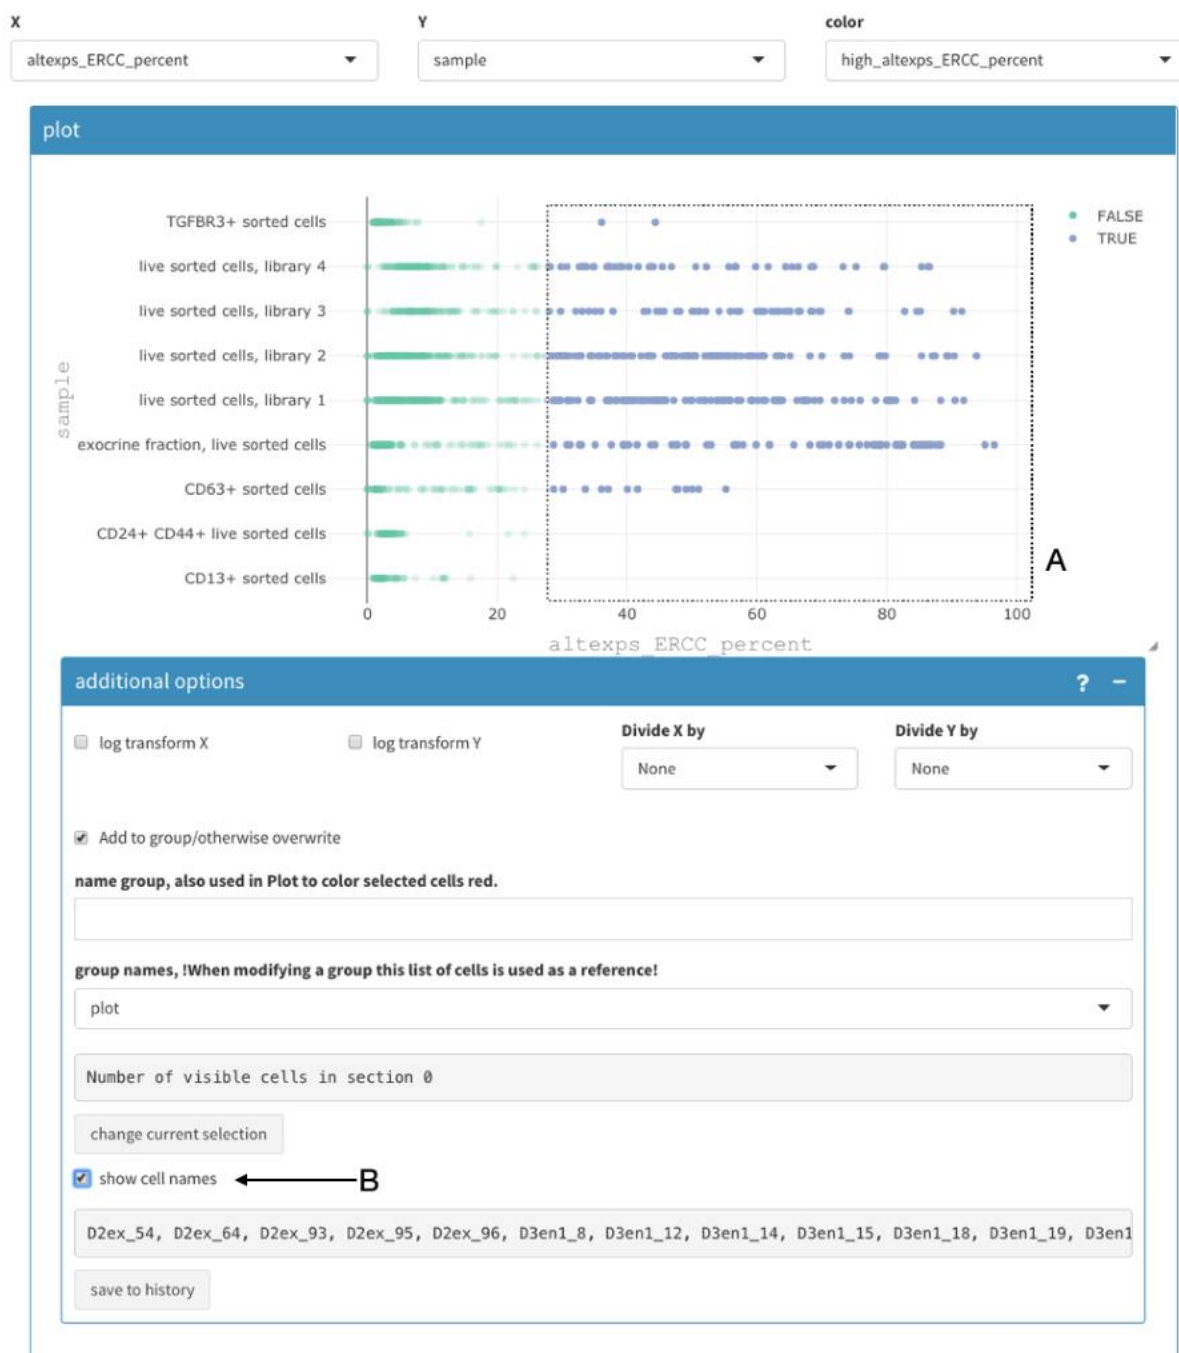 X Y color
altexps_ERCC_percent sample high_altexps_ERCC_percent
plot
TGFBR3+ sorted cells
live sorted cells, library 4
live sorted cells, library 3
live sorted cells, library 2
live sorted cells, library 1
exocrine fraction, live sorted cells
CD63+ sorted cells
CD24+ CD44+ live sorted cells
CD13+ sorted cells
sample
FALSE
TRUE
A
0 20 40 60 80 100
altexps_ERCC_percent
additional options ? −
log transform X log transform Y Divide X by Divide Y by
None None
Add to group/otherwise overwrite
name group, also used in Plot to color selected cells red.
group names, !When modifying a group this list of cells is used as a reference!
plot
Number of visible cells in section 0
change current selection
show cell names B
D2ex_54, D2ex_64, D2ex_93, D2ex_95, D2ex_96, D3en1_8, D3en1_12, D3en1_14, D3en1_15, D3en1_18, D3en1_19, D3en1
save to history